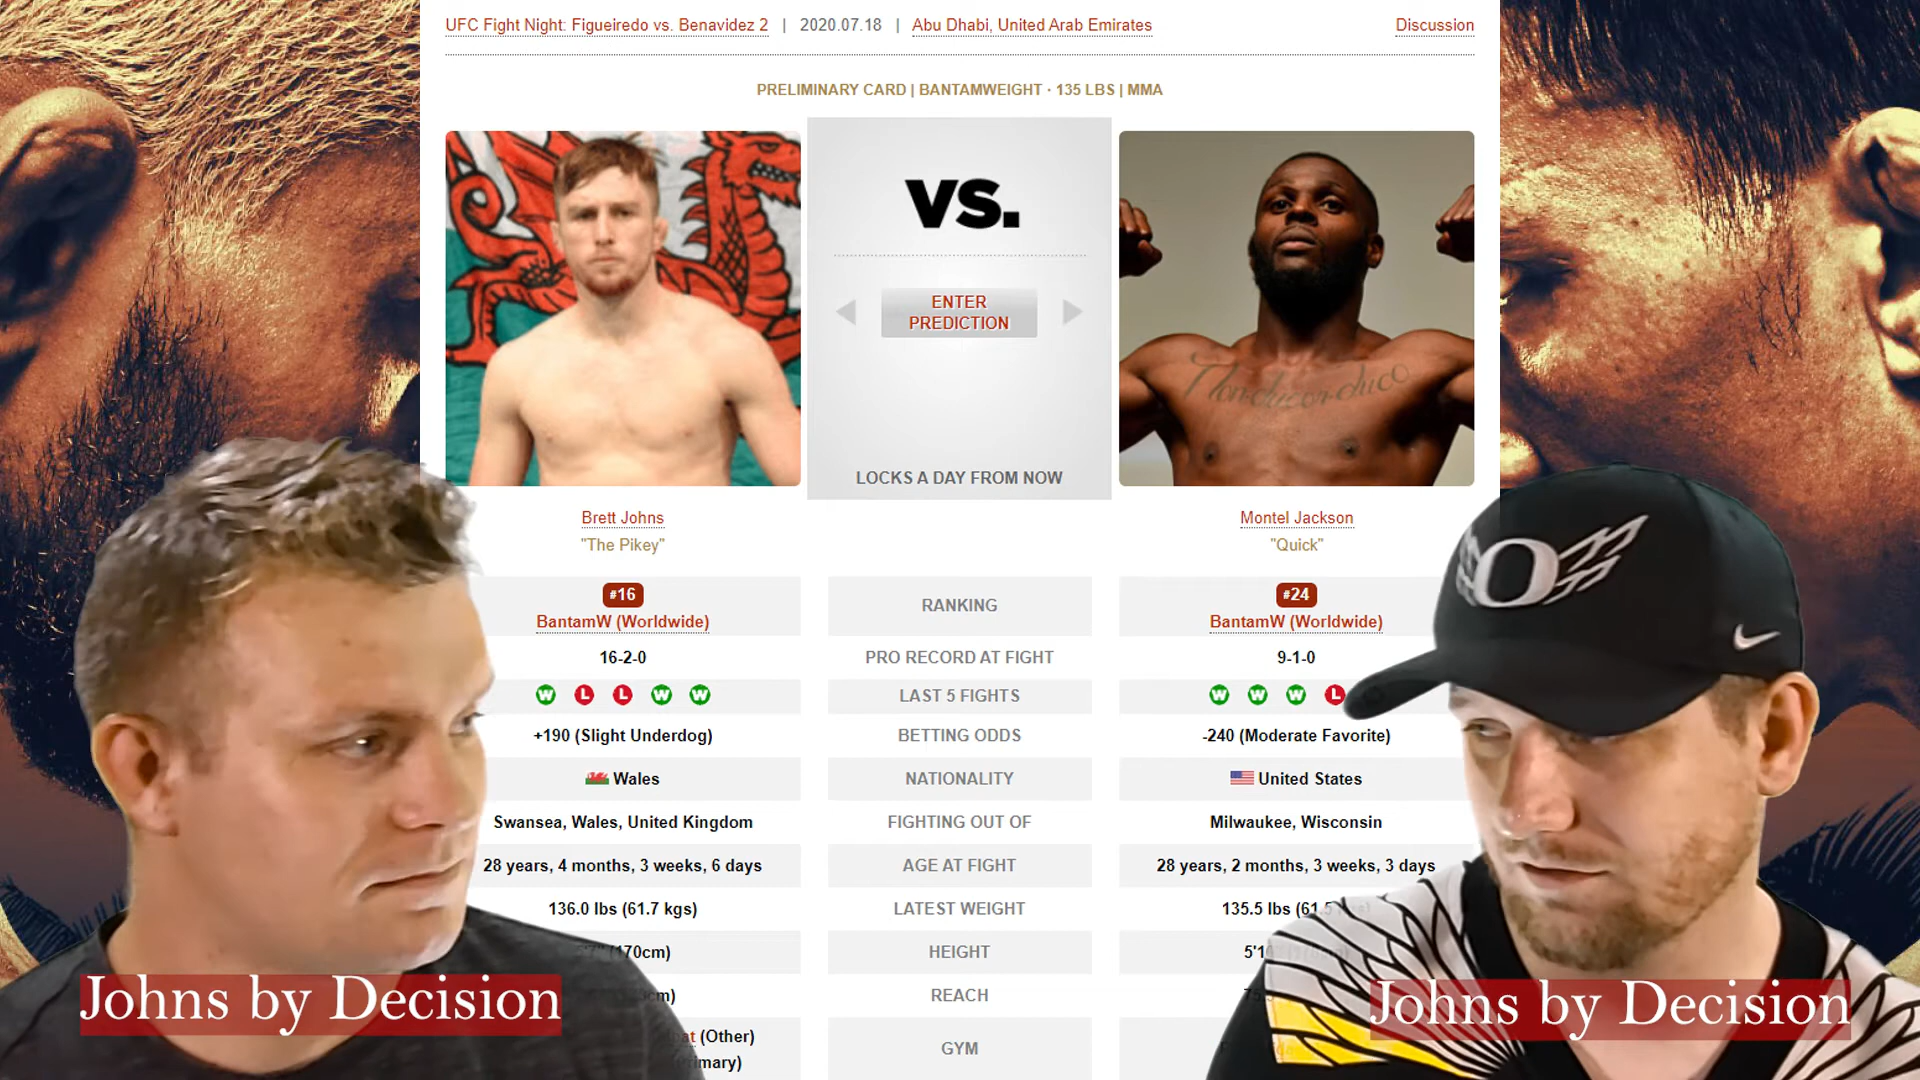 UFC Fight Night: Figueiredo vs. Benavidez 2 | 2020.07.18 | Abu Dhabi, United Arab Emirates Discussion
PRELIMINARY CARD | BANTAMWEIGHT · 135 LBS | MMA
VS.
ENTER
PREDICTION
LOCKS A DAY FROM NOW
Non ducor duco
Brett Johns Montel Jackson
"The Pikey" "Quick"
#16 RANKING #24
BantamW (Worldwide) BantamW (Worldwide)
16-2-0 PRO RECORD AT FIGHT 9-1-0
W L L W W LAST 5 FIGHTS W W W L
+190 (Slight Underdog) BETTING ODDS -240 (Moderate Favorite)
Wales NATIONALITY United States
Swansea, Wales, United Kingdom FIGHTING OUT OF Milwaukee, Wisconsin
28 years, 4 months, 3 weeks, 6 days AGE AT FIGHT 28 years, 2 months, 3 weeks, 3 days
136.0 lbs (61.7 kgs) LATEST WEIGHT 135.5 lbs
(170cm) HEIGHT
REACH
(Other) GYM
O
Johns by Decision Johns by Decision